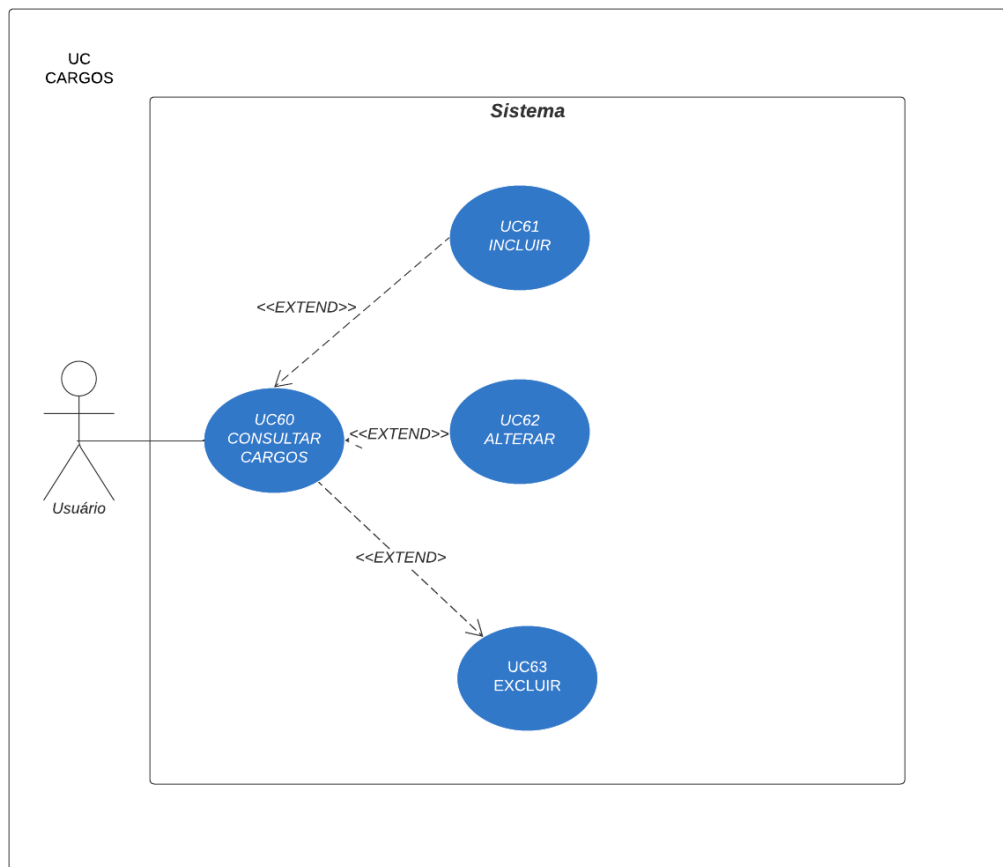 UC
CARGOS
Sistema
UC61
INCLUIR
<<EXTEND>>
UC60
CONSULTAR
CARGOS
<<EXTEND>>
UC62
ALTERAR
Usuário
<<EXTEND>
UC63
EXCLUIR